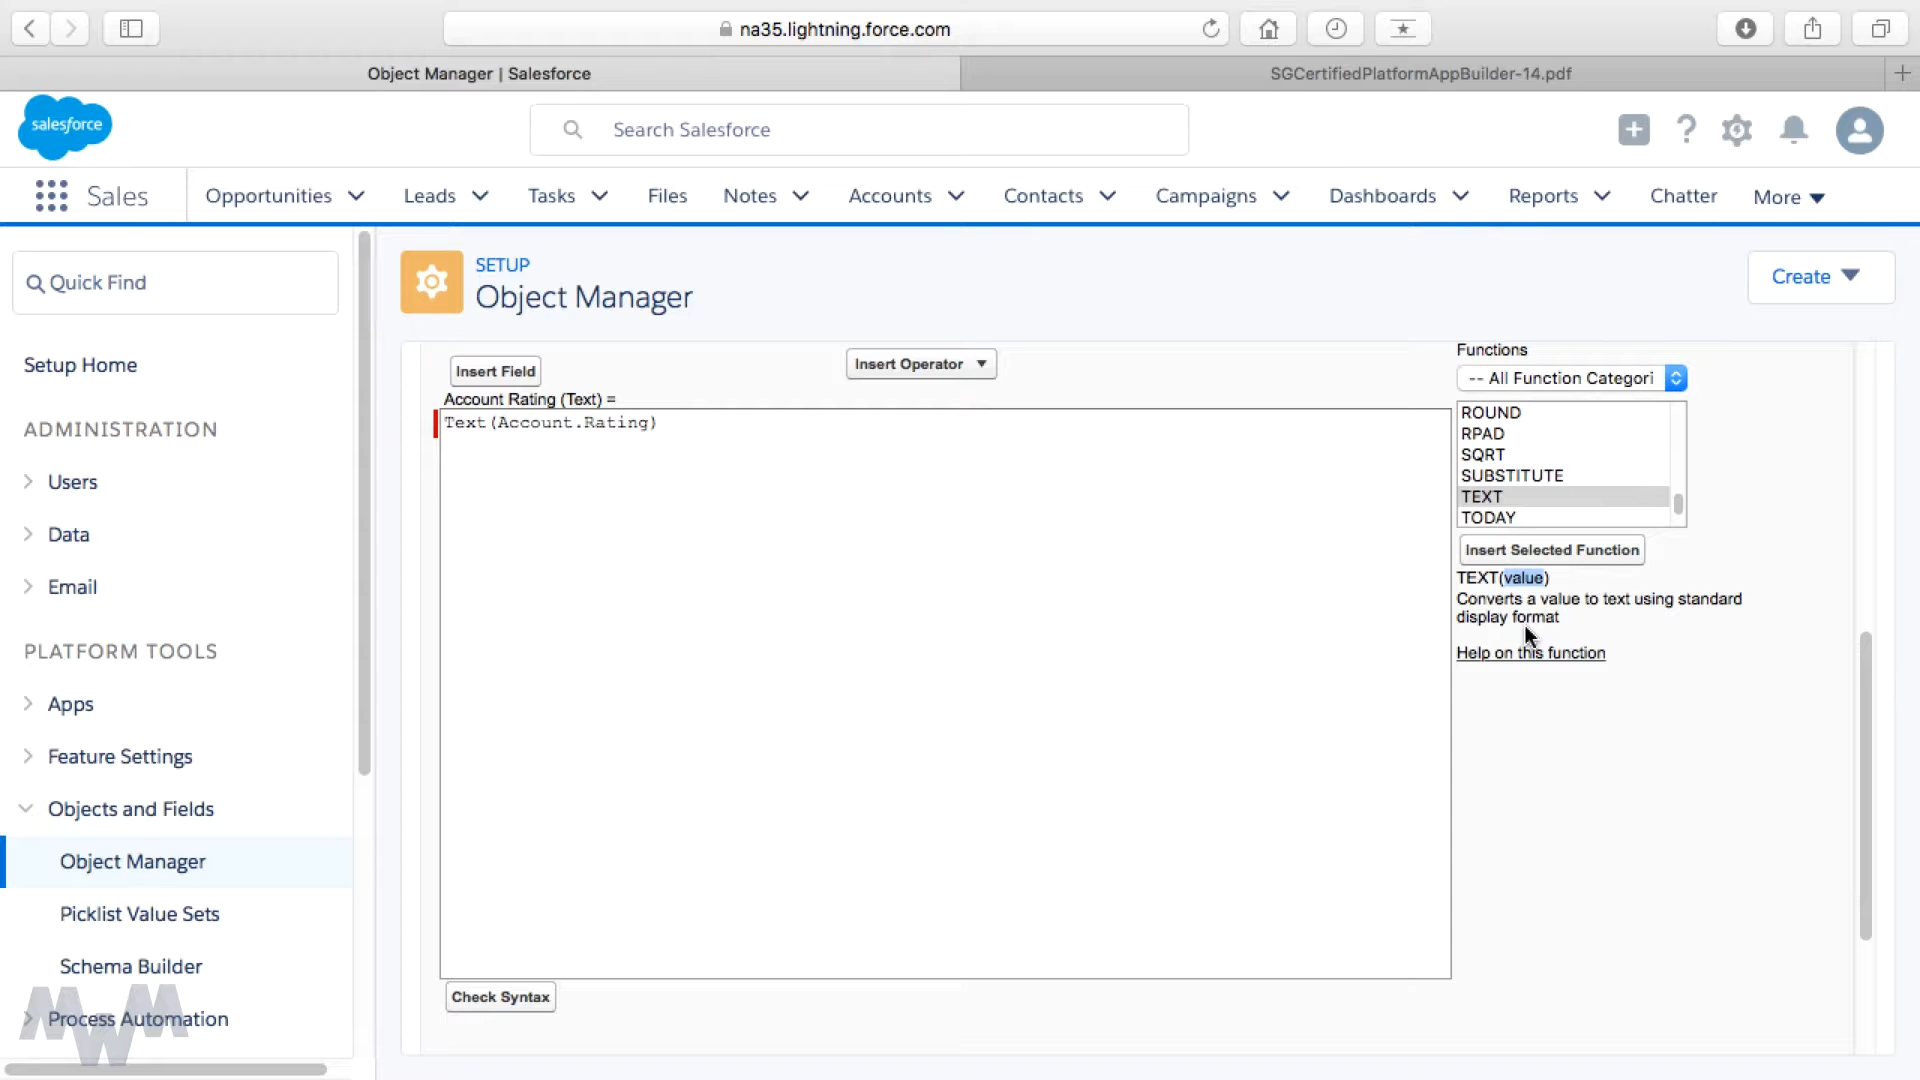 na35.lightning.force.com
Object Manager | Salesforce
SGCertifiedPlatformAppBuilder-14.pdf
salesforce
Search Salesforce
Sales
Opportunities
Leads
Tasks
Files
Notes
Accounts
Contacts
Campaigns
Dashboards
Reports
Chatter
More
Quick Find
Setup Home
ADMINISTRATION
Users
Data
Email
PLATFORM TOOLS
Apps
Feature Settings
Objects and Fields
Object Manager
Picklist Value Sets
Schema Builder
Process Automation
MWM
SETUP
Object Manager
Create
Insert Field
Insert Operator
Account Rating (Text) =
Text(Account.Rating)
Check Syntax
Functions
-- All Function Categori
ROUND
RPAD
SQRT
SUBSTITUTE
TEXT
TODAY
Insert Selected Function
TEXT(value)
Converts a value to text using standard
display format
Help on this function